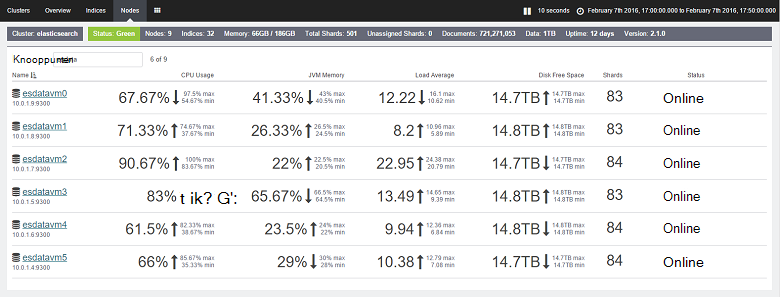 Clusters Overview Indices Nodes 10 seconds February 7th 2016, 17:00:00.000 to February 7th 2016, 17:50:00.000
Cluster: elasticsearch Status: Green Nodes: 9 Indices: 32 Memory: 66GB / 186GB Total Shards: 501 Unassigned Shards: 0 Documents: 721,271,053 Data: 1TB Uptime: 12 days Version: 2.1.0
6 of 9
Name CPU Usage JVM Memory Load Average Disk Free Space Shards Status
esdatavm0 67.67% 97.5% max 41.33% 43% max 12.22 16.1 max 14.7TB 14.7TB max 83 Online
10.0.1.9:9300 54.67% min 40.5% min 10.62 min 14.7TB min
esdatavm1 71.33% 74.67% max 26.33% 26.5% max 8.2 10.96 max 14.8TB 14.8TB max 83 Online
10.0.1.8:9300 37.67% min 24.5% min 5.89 min 14.8TB min
esdatavm2 90.67% 100% max 22% 22.5% max 22.95 24.38 max 14.7TB 14.7TB max 84 Online
10.0.1.7:9300 83.67% min 20.5% min 20.79 min 14.7TB min
esdatavm3 83% t ik? G': 65.67% 66.5% max 13.49 14.65 max 14.8TB 14.8TB max 83 Online
10.0.1.5:9300 64.5% min 9.39 min 14.8TB min
esdatavm4 61.5% 82.33% max 23.5% 24% max 9.94 12.36 max 14.8TB 14.8TB max 84 Online
10.0.1.6:9300 38.67% min 22% min 6.84 min 14.8TB min
esdatavm5 66% 85.67% max 29% 30% max 10.38 12.79 max 14.7TB 14.7TB max 84 Online
10.0.1.4:9300 35.33% min 28% min 7.08 min 14.7TB min